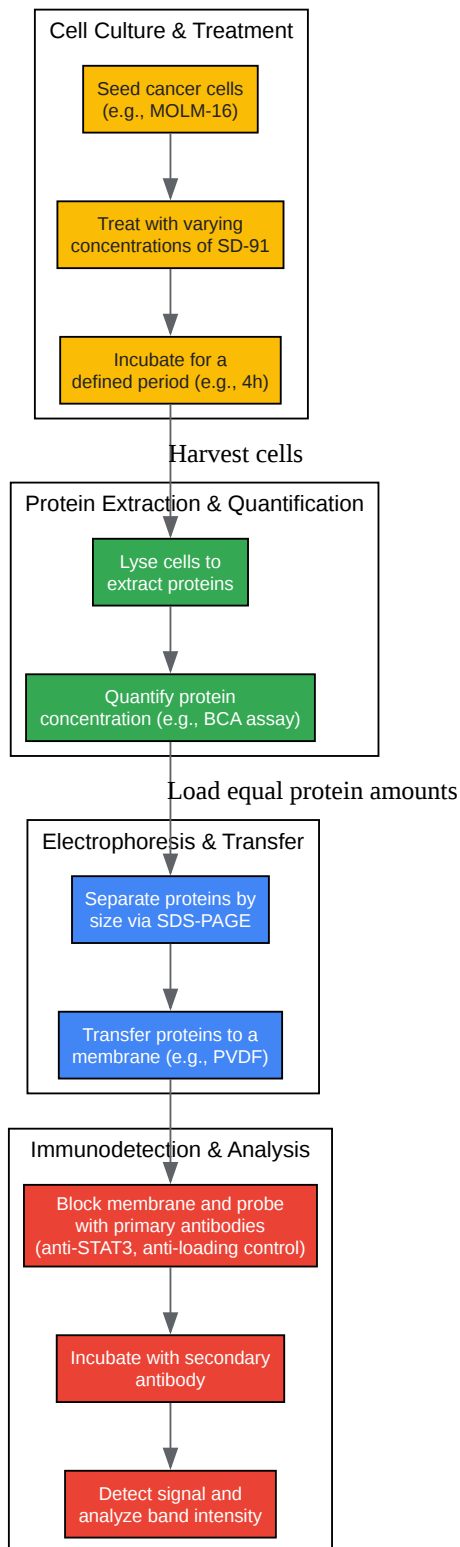 Cell Culture & Treatment
Seed cancer cells
(e.g., MOLM-16)
Treat with varying
concentrations of SD-91
Incubate for a
defined period (e.g., 4h)
Harvest cells
Protein Extraction & Quantification
Lyse cells to
extract proteins
Quantify protein
concentration (e.g., BCA assay)
Load equal protein amounts
Electrophoresis & Transfer
Separate proteins by
size via SDS-PAGE
Transfer proteins to a
membrane (e.g., PVDF)
Immunodetection & Analysis
Block membrane and probe
with primary antibodies
(anti-STAT3, anti-loading control)
Incubate with secondary
antibody
Detect signal and
analyze band intensity